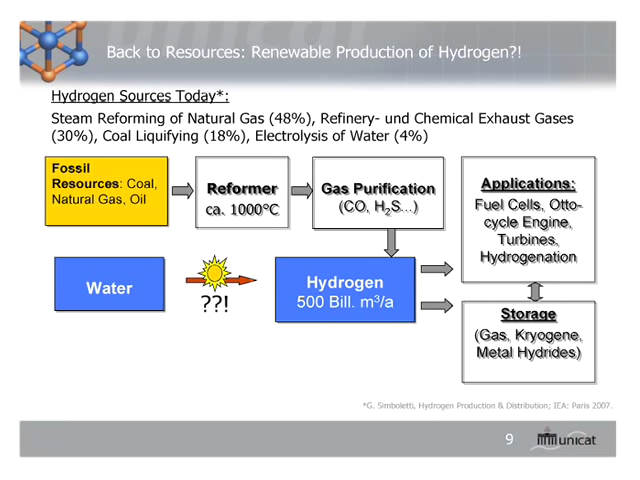 Back to Resources: Renewable Production of Hydrogen?!
Hydrogen Sources Today*:
Steam Reforming of Natural Gas (48%), Refinery- und Chemical Exhaust Gases
(30%), Coal Liquifying (18%), Electrolysis of Water (4%)
Fossil
Resources: Coal,
Natural Gas, Oil
Reformer
ca. 1000°C
Gas Purification
(CO, H2S...)
Applications:
Fuel Cells, Otto-
cycle Engine,
Turbines,
Hydrogenation
Water
??!
Hydrogen
500 Bill. m³/a
Storage
(Gas, Kryogene,
Metal Hydrides)
*G. Simboletti, Hydrogen Production & Distribution; IEA: Paris 2007.
9
unicat